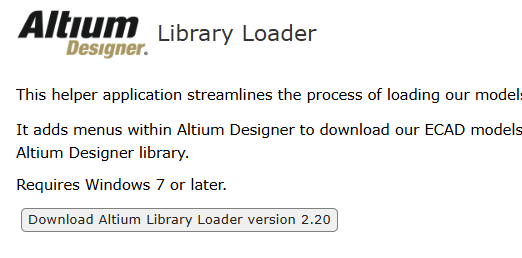 Altium
Designer.
Library Loader
This helper application streamlines the process of loading our models
It adds menus within Altium Designer to download our ECAD models
Altium Designer library.
Requires Windows 7 or later.
Download Altium Library Loader version 2.20